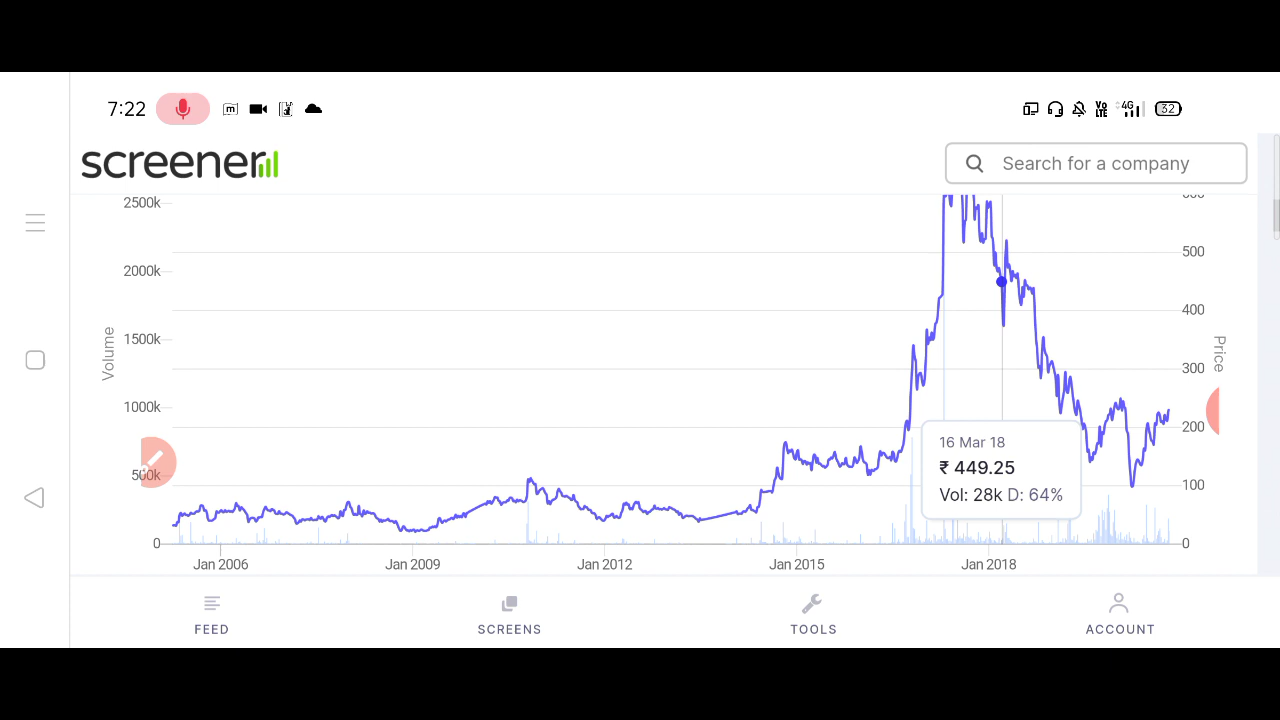 7:22
4G
32
screener
Search for a company
2500k
2000k
1500k
1000k
500k
0
Volume
500
400
300
200
100
0
Price
16 Mar 18
₹ 449.25
Vol: 28k D: 64%
Jan 2006
Jan 2009
Jan 2012
Jan 2015
Jan 2018
FEED
SCREENS
TOOLS
ACCOUNT